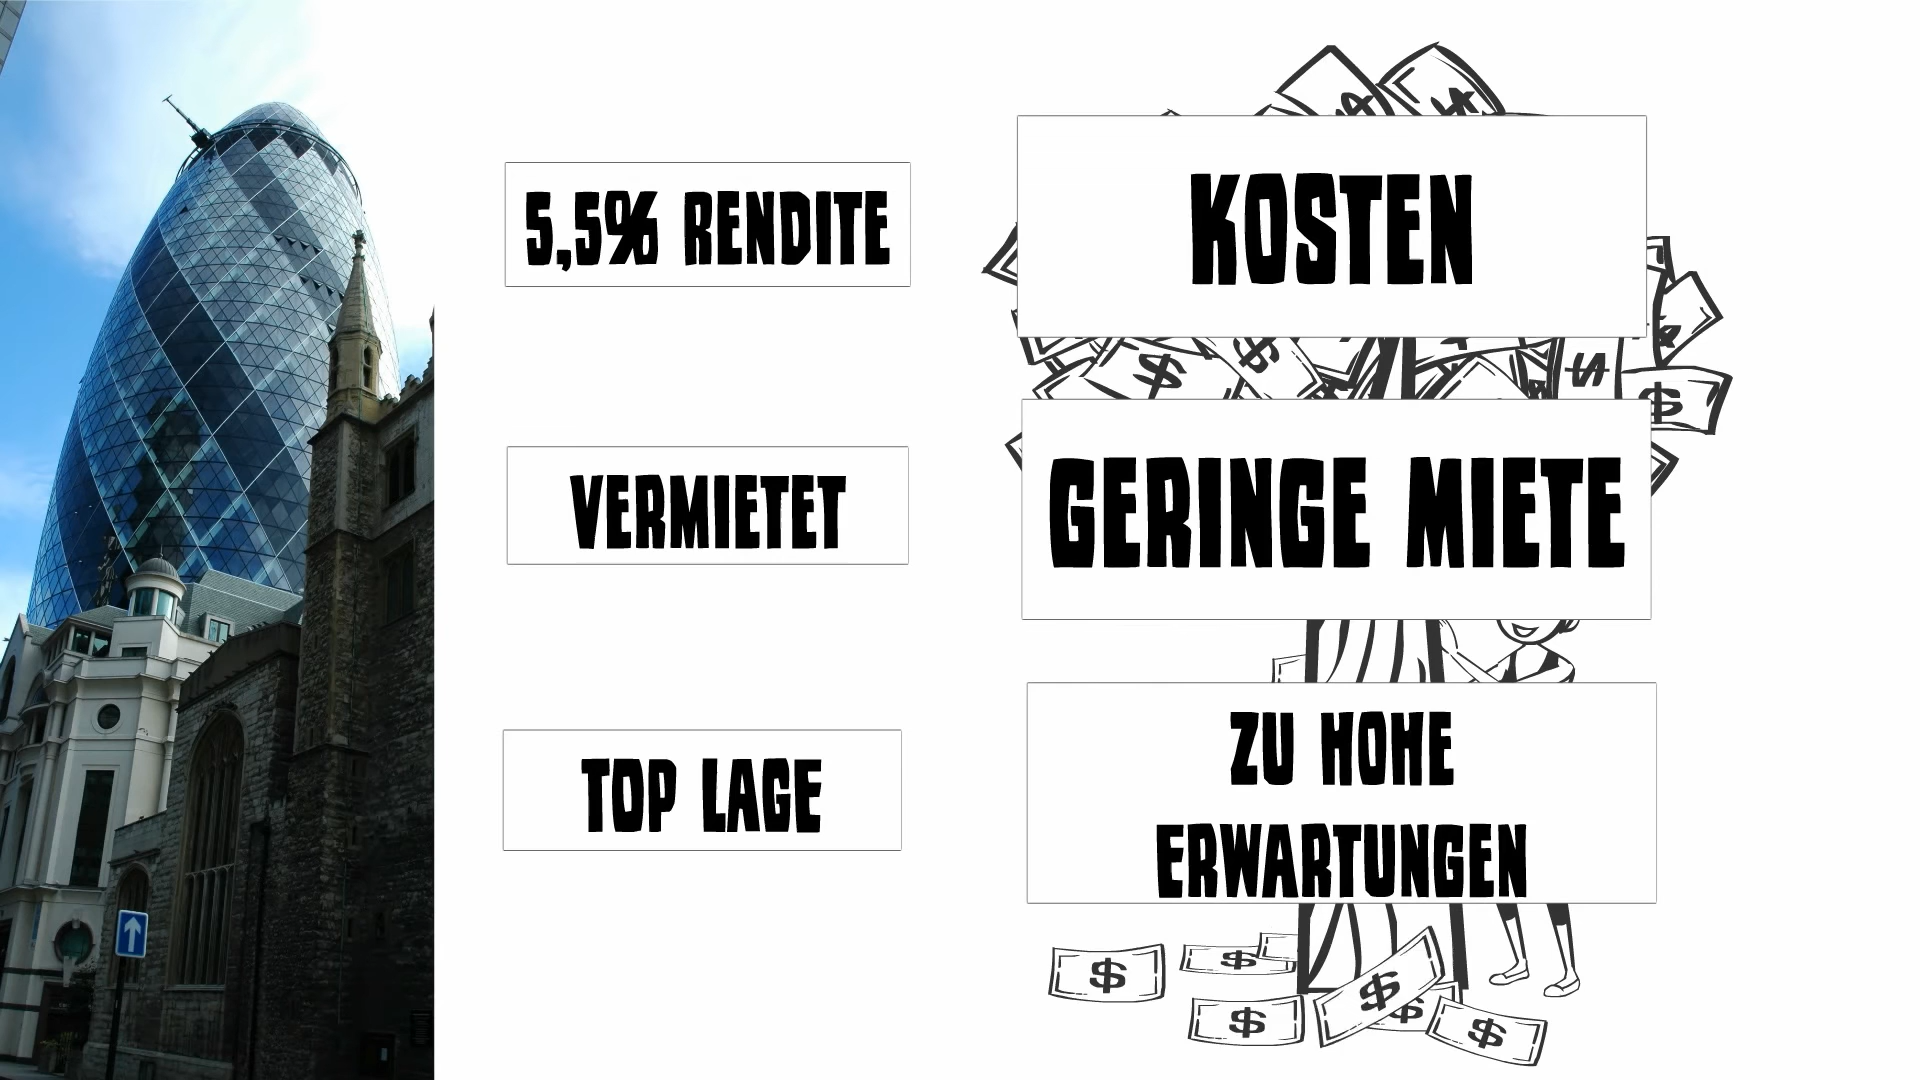 5,5% RENDITE
VERMIETET
TOP LAGE
KOSTEN
GERINGE MIETE
ZU HOHE
ERWARTUNGEN
$
$
$
$
$
$
$
$
$
$
$